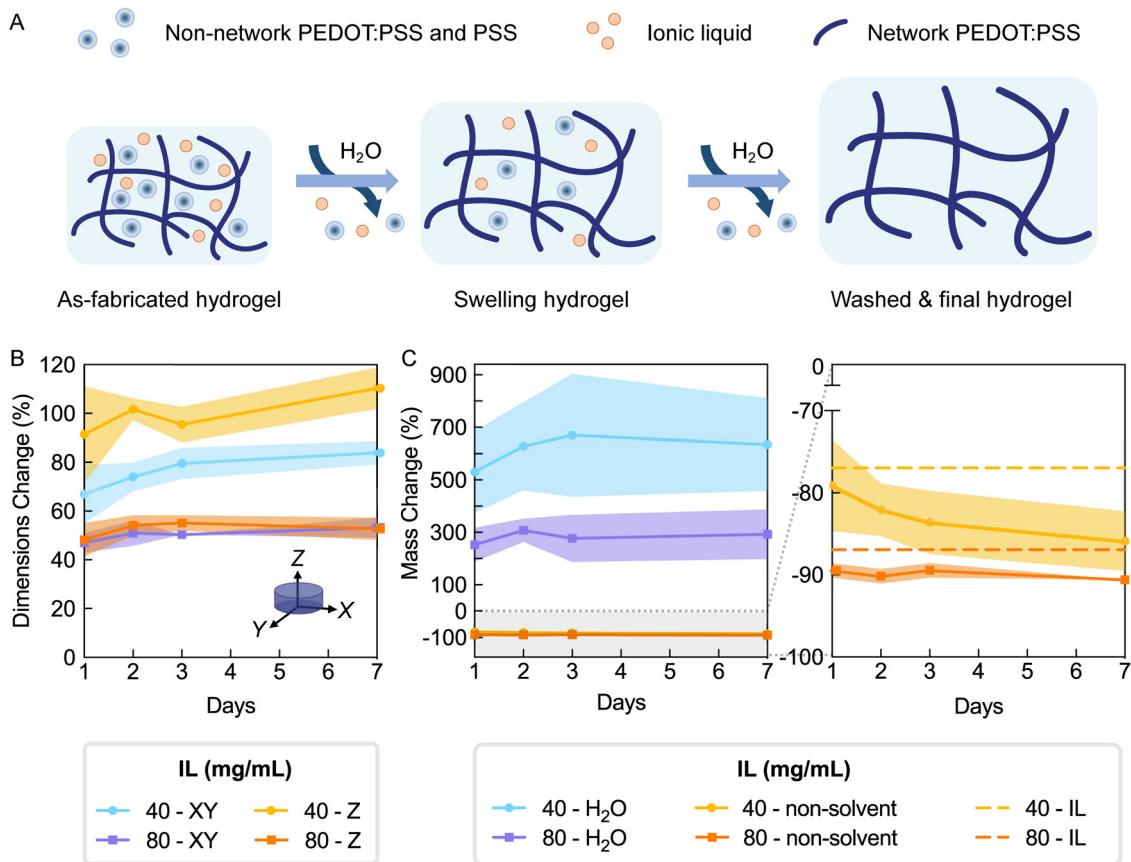 A
Non-network PEDOT:PSS and PSS
Ionic liquid
Network PEDOT:PSS
H2O
H2O
As-fabricated hydrogel
Swelling hydrogel
Washed & final hydrogel
B
Dimensions Change (%)
120
100
80
60
40
20
0
1 2 3 4 5 6 7
Days
Z
Y
X
C
Mass Change (%)
900
700
500
300
100
0
-100
1 2 3 4 5 6 7
Days
0
-70
-80
-90
-100
1 2 3 4 5 6 7
Days
IL (mg/mL)
40 - XY 40 - Z
80 - XY 80 - Z
IL (mg/mL)
40 - H2O 40 - non-solvent 40 - IL
80 - H2O 80 - non-solvent 80 - IL